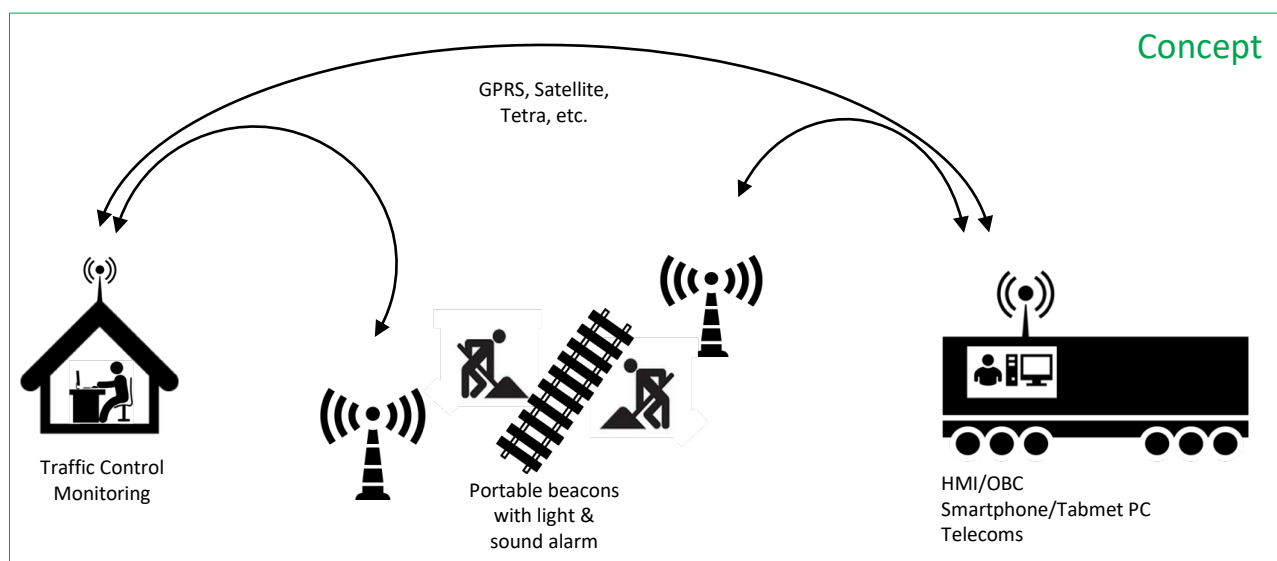 Concept
GPRS, Satellite,
Tetra, etc.
Traffic Control
Monitoring
Portable beacons
with light &
sound alarm
HMI/OBC
Smartphone/Tabmet PC
Telecoms